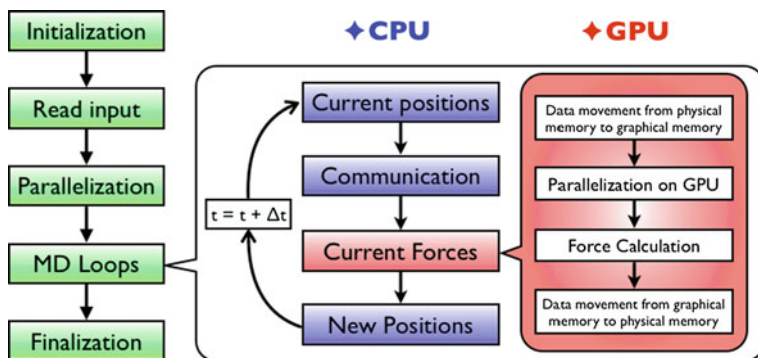 Initialization
Read input
Parallelization
MD Loops
Finalization
CPU
Current positions
Communication
Current Forces
New Positions
t = t + Δt
GPU
Data movement from physical
memory to graphical memory
Parallelization on GPU
Force Calculation
Data movement from graphical
memory to physical memory